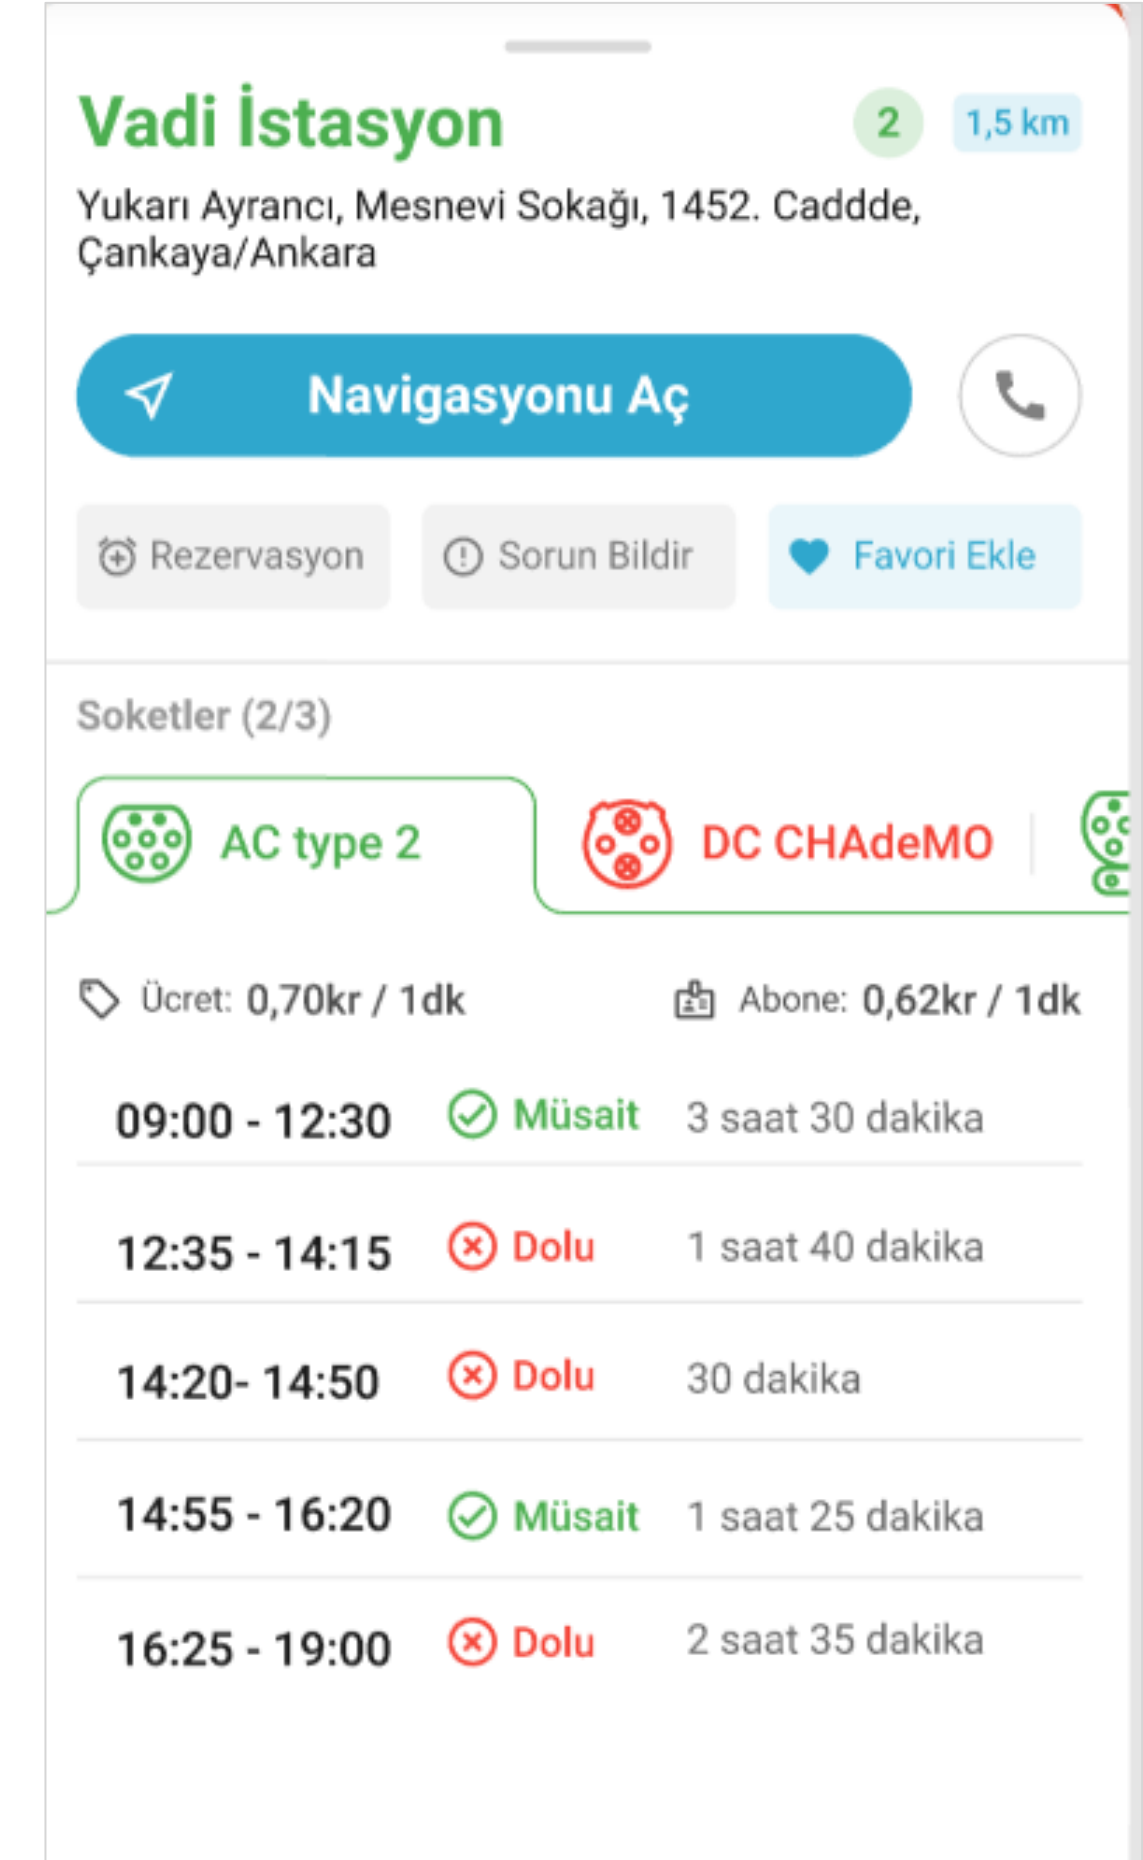 Vadi İstasyon 2 1,5 km
Yukarı Ayrancı, Mesnevi Sokağı, 1452. Caddde,
Çankaya/Ankara
Navigasyonu Aç
Rezervasyon Sorun Bildir Favori Ekle
Soketler (2/3)
AC type 2 DC CHAdeMO
Ücret: 0,70kr / 1dk Abone: 0,62kr / 1dk
09:00 - 12:30 Müsait 3 saat 30 dakika
12:35 - 14:15 Dolu 1 saat 40 dakika
14:20- 14:50 Dolu 30 dakika
14:55 - 16:20 Müsait 1 saat 25 dakika
16:25 - 19:00 Dolu 2 saat 35 dakika